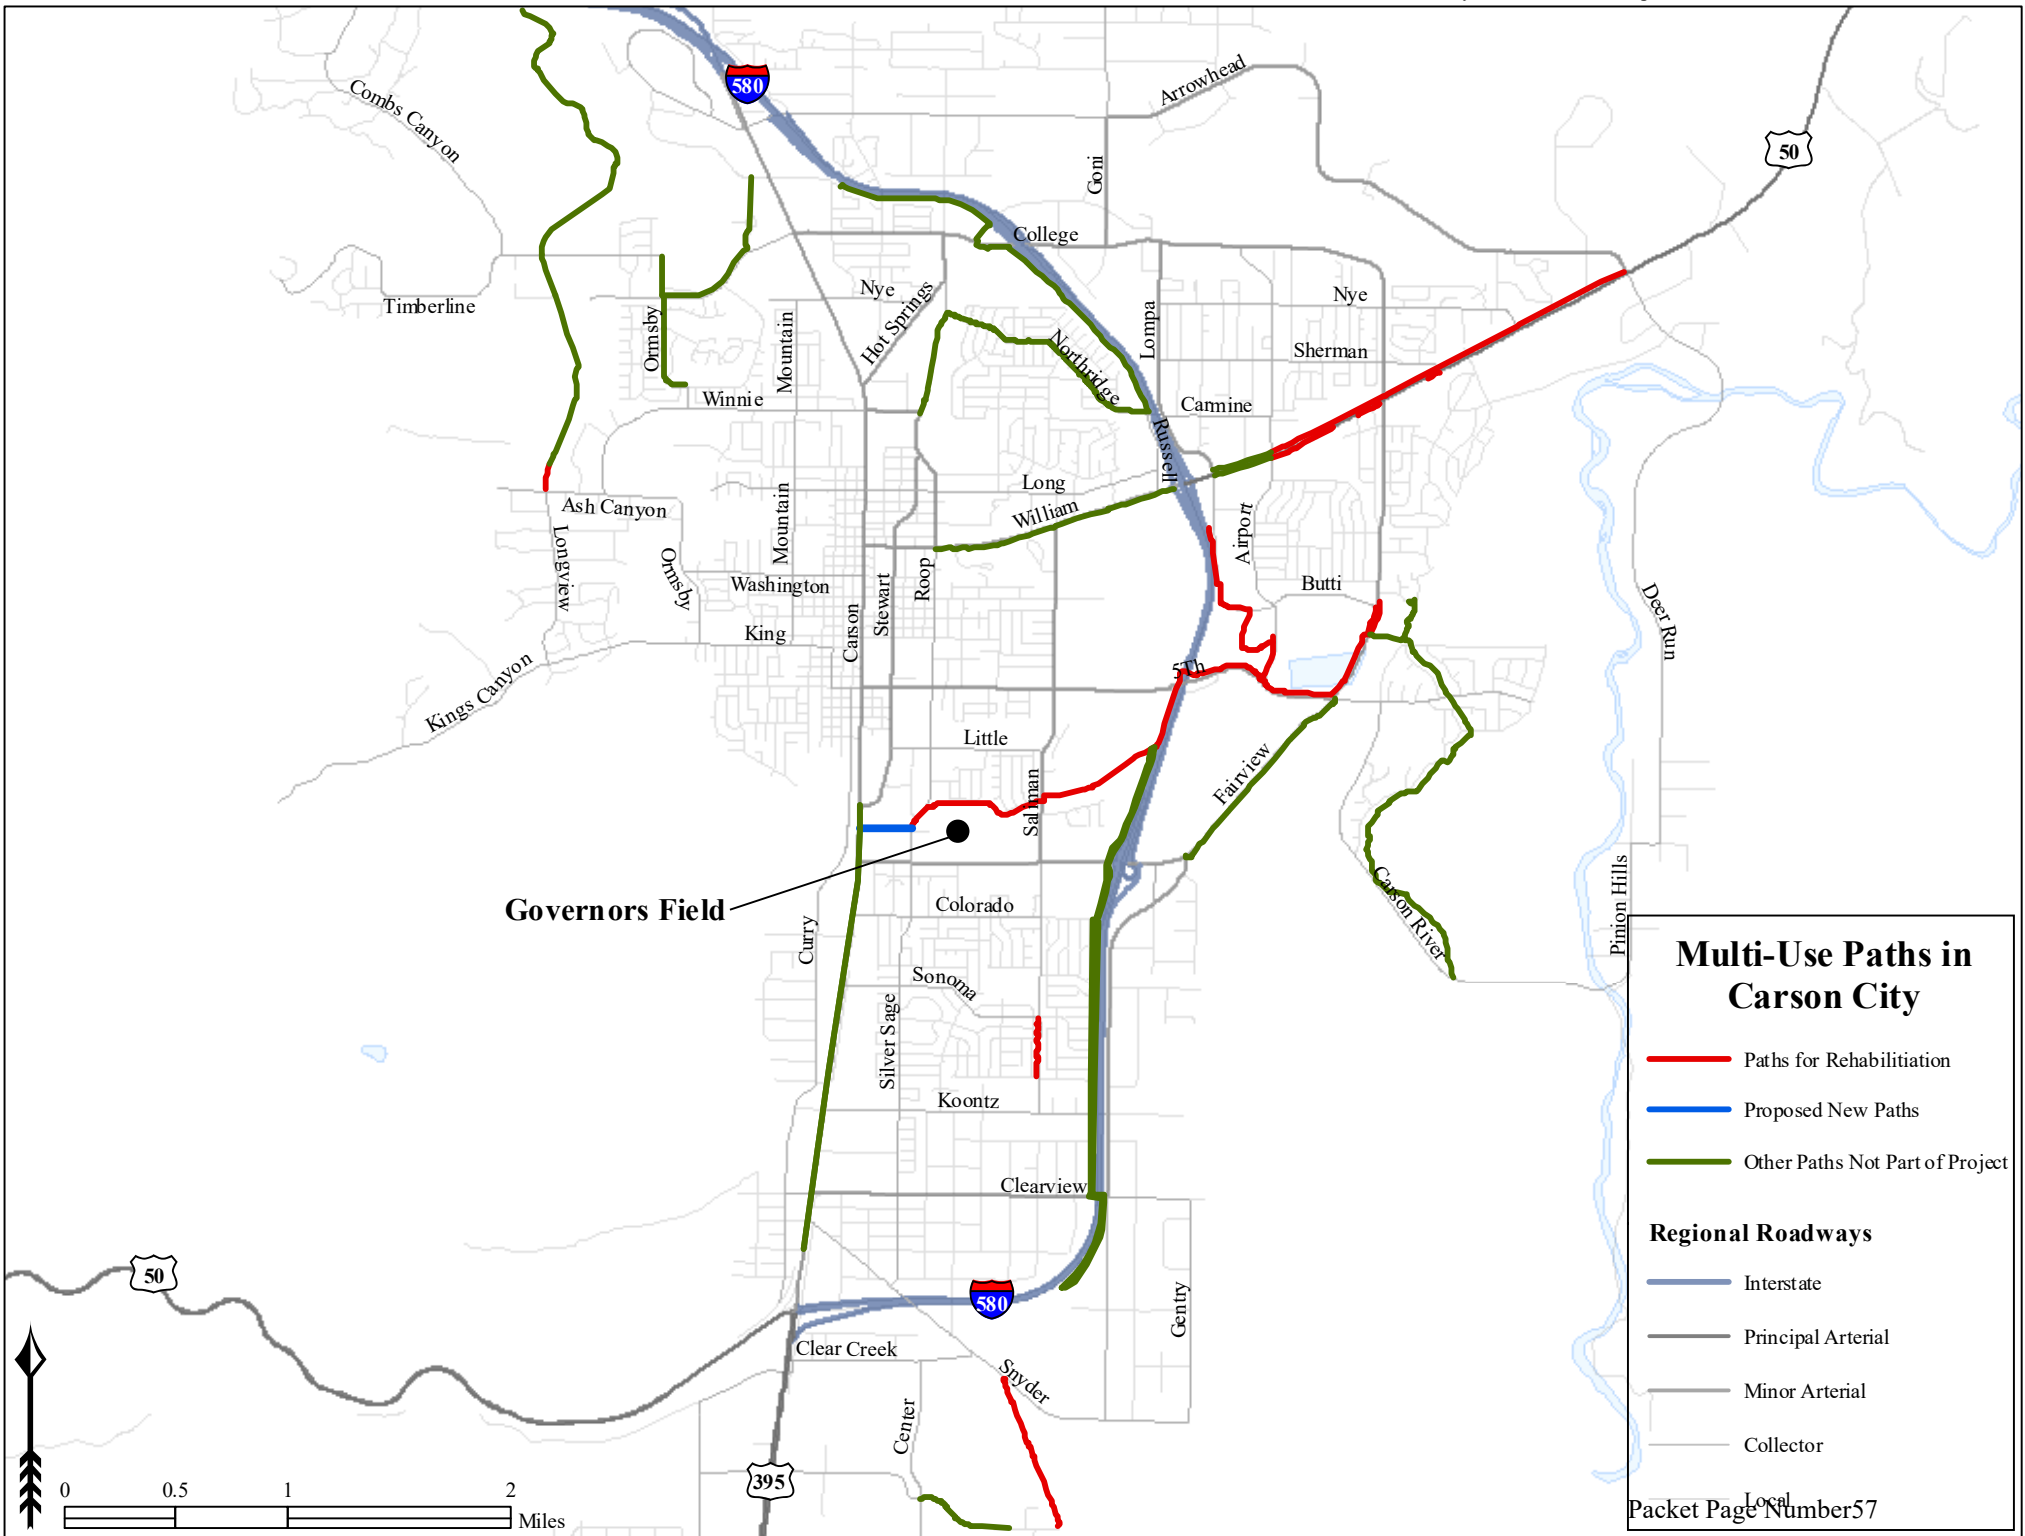 580
Arrowhead
Combs Canyon
50
Goni
College
Nye
Nye
Timberline
Hot Springs
Ormsby
Mountain
Lompa
Northridge
Sherman
Winnie
Carmine
Russell
Long
William
Ash Canyon
Mountain
Airport
Longview
Ormsby
Washington
Stewart
Roop
Butti
Deer Run
Carson
King
5Th
Kings Canyon
Little
Fairview
Saliman
Governors Field
Colorado
Carson River
Pinion Hills
Curry
Sonoma
Silver Sage
Koontz
Clearview
50
580
Gentry
Clear Creek
Snyder
Center
395
0 0.5 1 2
Miles
Multi-Use Paths in
Carson City
Paths for Rehabilitiation
Proposed New Paths
Other Paths Not Part of Project
Regional Roadways
Interstate
Principal Arterial
Minor Arterial
Collector
Local
Packet Page Number57